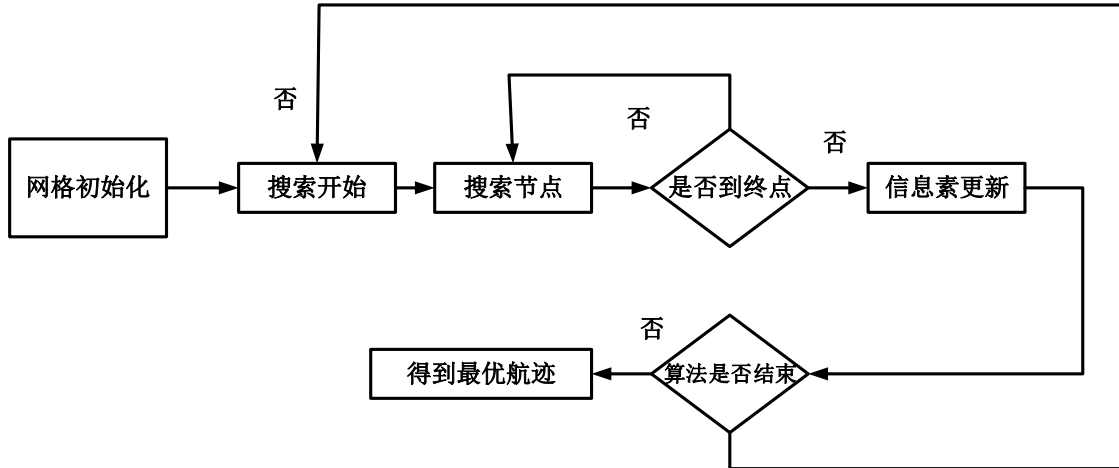 否
否
否
网格初始化
搜索开始
搜索节点
是否到终点
信息素更新
否
得到最优航迹
算法是否结束